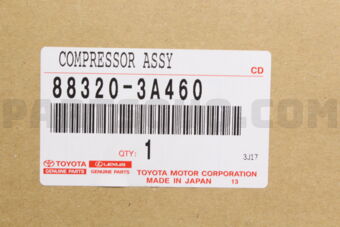 COMPRESSOR ASSY
CD
88320-3A460
QTY: 1
3J17
TOYOTA LEXUS
GENUINE PARTS GENUINE PARTS
TOYOTA MOTOR CORPORATION
MADE IN JAPAN 13